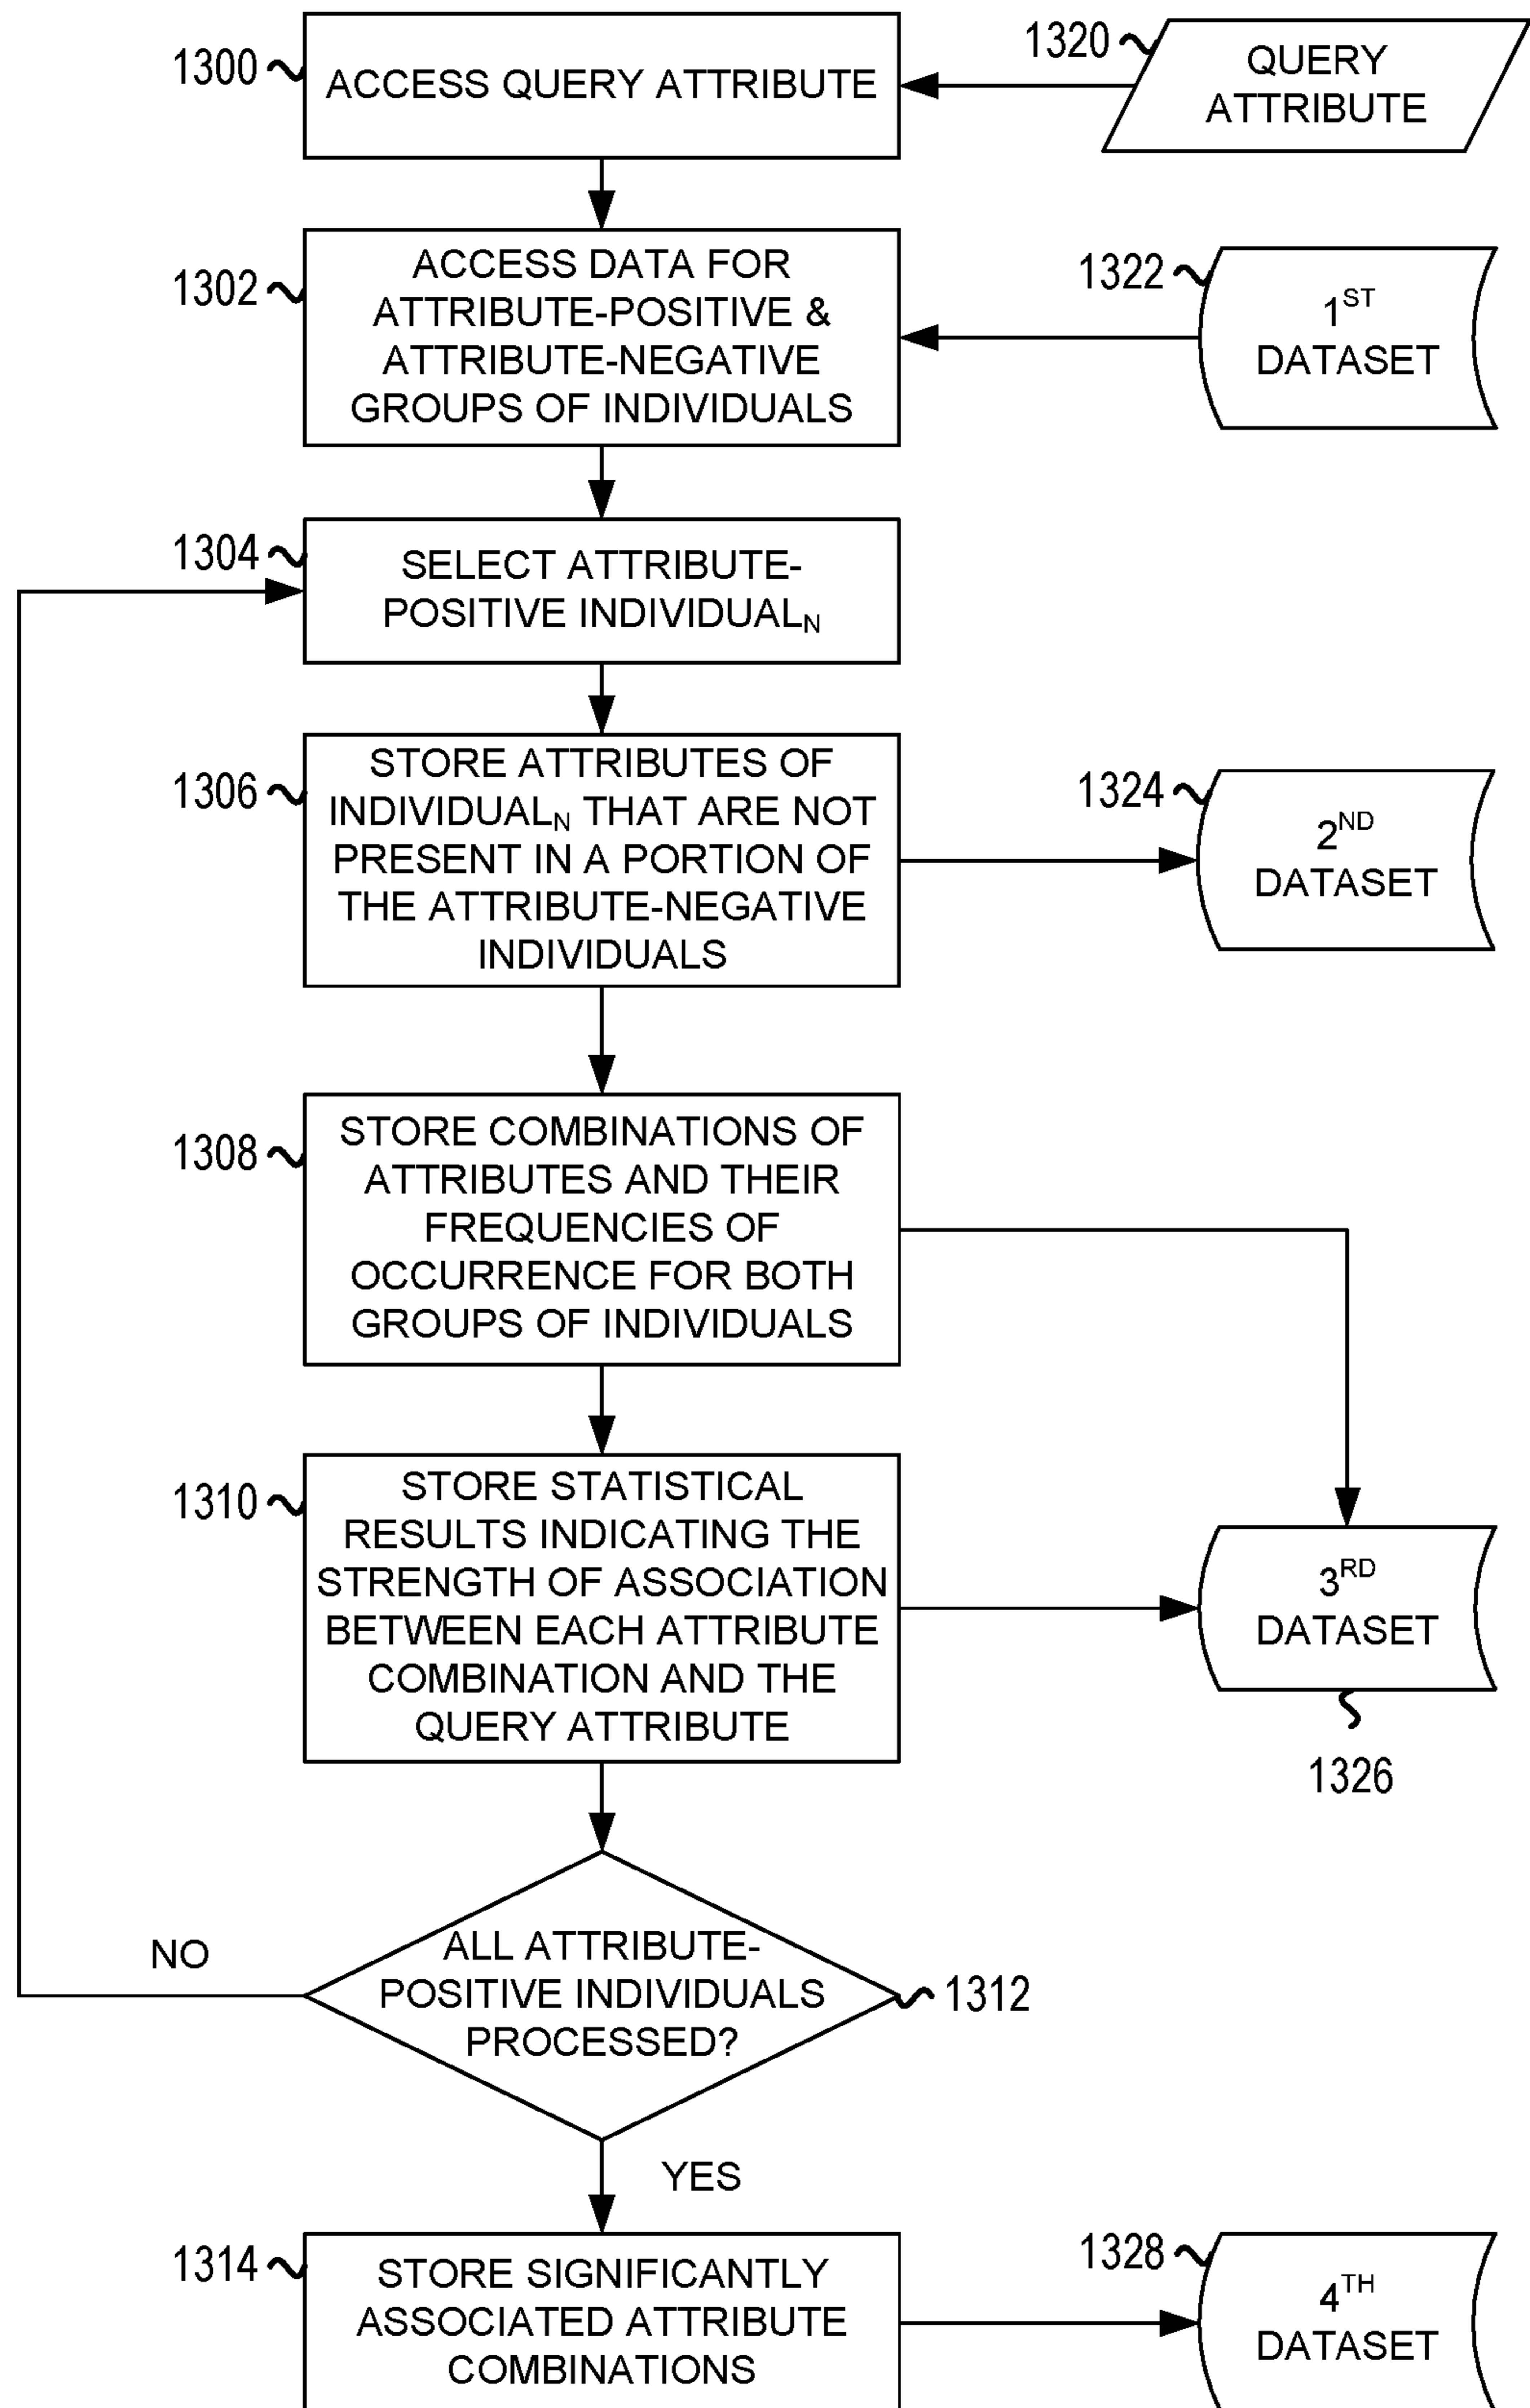 1300
ACCESS QUERY ATTRIBUTE
1320
QUERY
ATTRIBUTE
1302
ACCESS DATA FOR
ATTRIBUTE-POSITIVE &
ATTRIBUTE-NEGATIVE
GROUPS OF INDIVIDUALS
1322
1ST
DATASET
1304
SELECT ATTRIBUTE-
POSITIVE INDIVIDUALN
1306
STORE ATTRIBUTES OF
INDIVIDUALN THAT ARE NOT
PRESENT IN A PORTION OF
THE ATTRIBUTE-NEGATIVE
INDIVIDUALS
1324
2ND
DATASET
1308
STORE COMBINATIONS OF
ATTRIBUTES AND THEIR
FREQUENCIES OF
OCCURRENCE FOR BOTH
GROUPS OF INDIVIDUALS
1310
STORE STATISTICAL
RESULTS INDICATING THE
STRENGTH OF ASSOCIATION
BETWEEN EACH ATTRIBUTE
COMBINATION AND THE
QUERY ATTRIBUTE
3RD
DATASET
1326
NO
ALL ATTRIBUTE-
POSITIVE INDIVIDUALS
PROCESSED?
1312
YES
1314
STORE SIGNIFICANTLY
ASSOCIATED ATTRIBUTE
COMBINATIONS
1328
4TH
DATASET